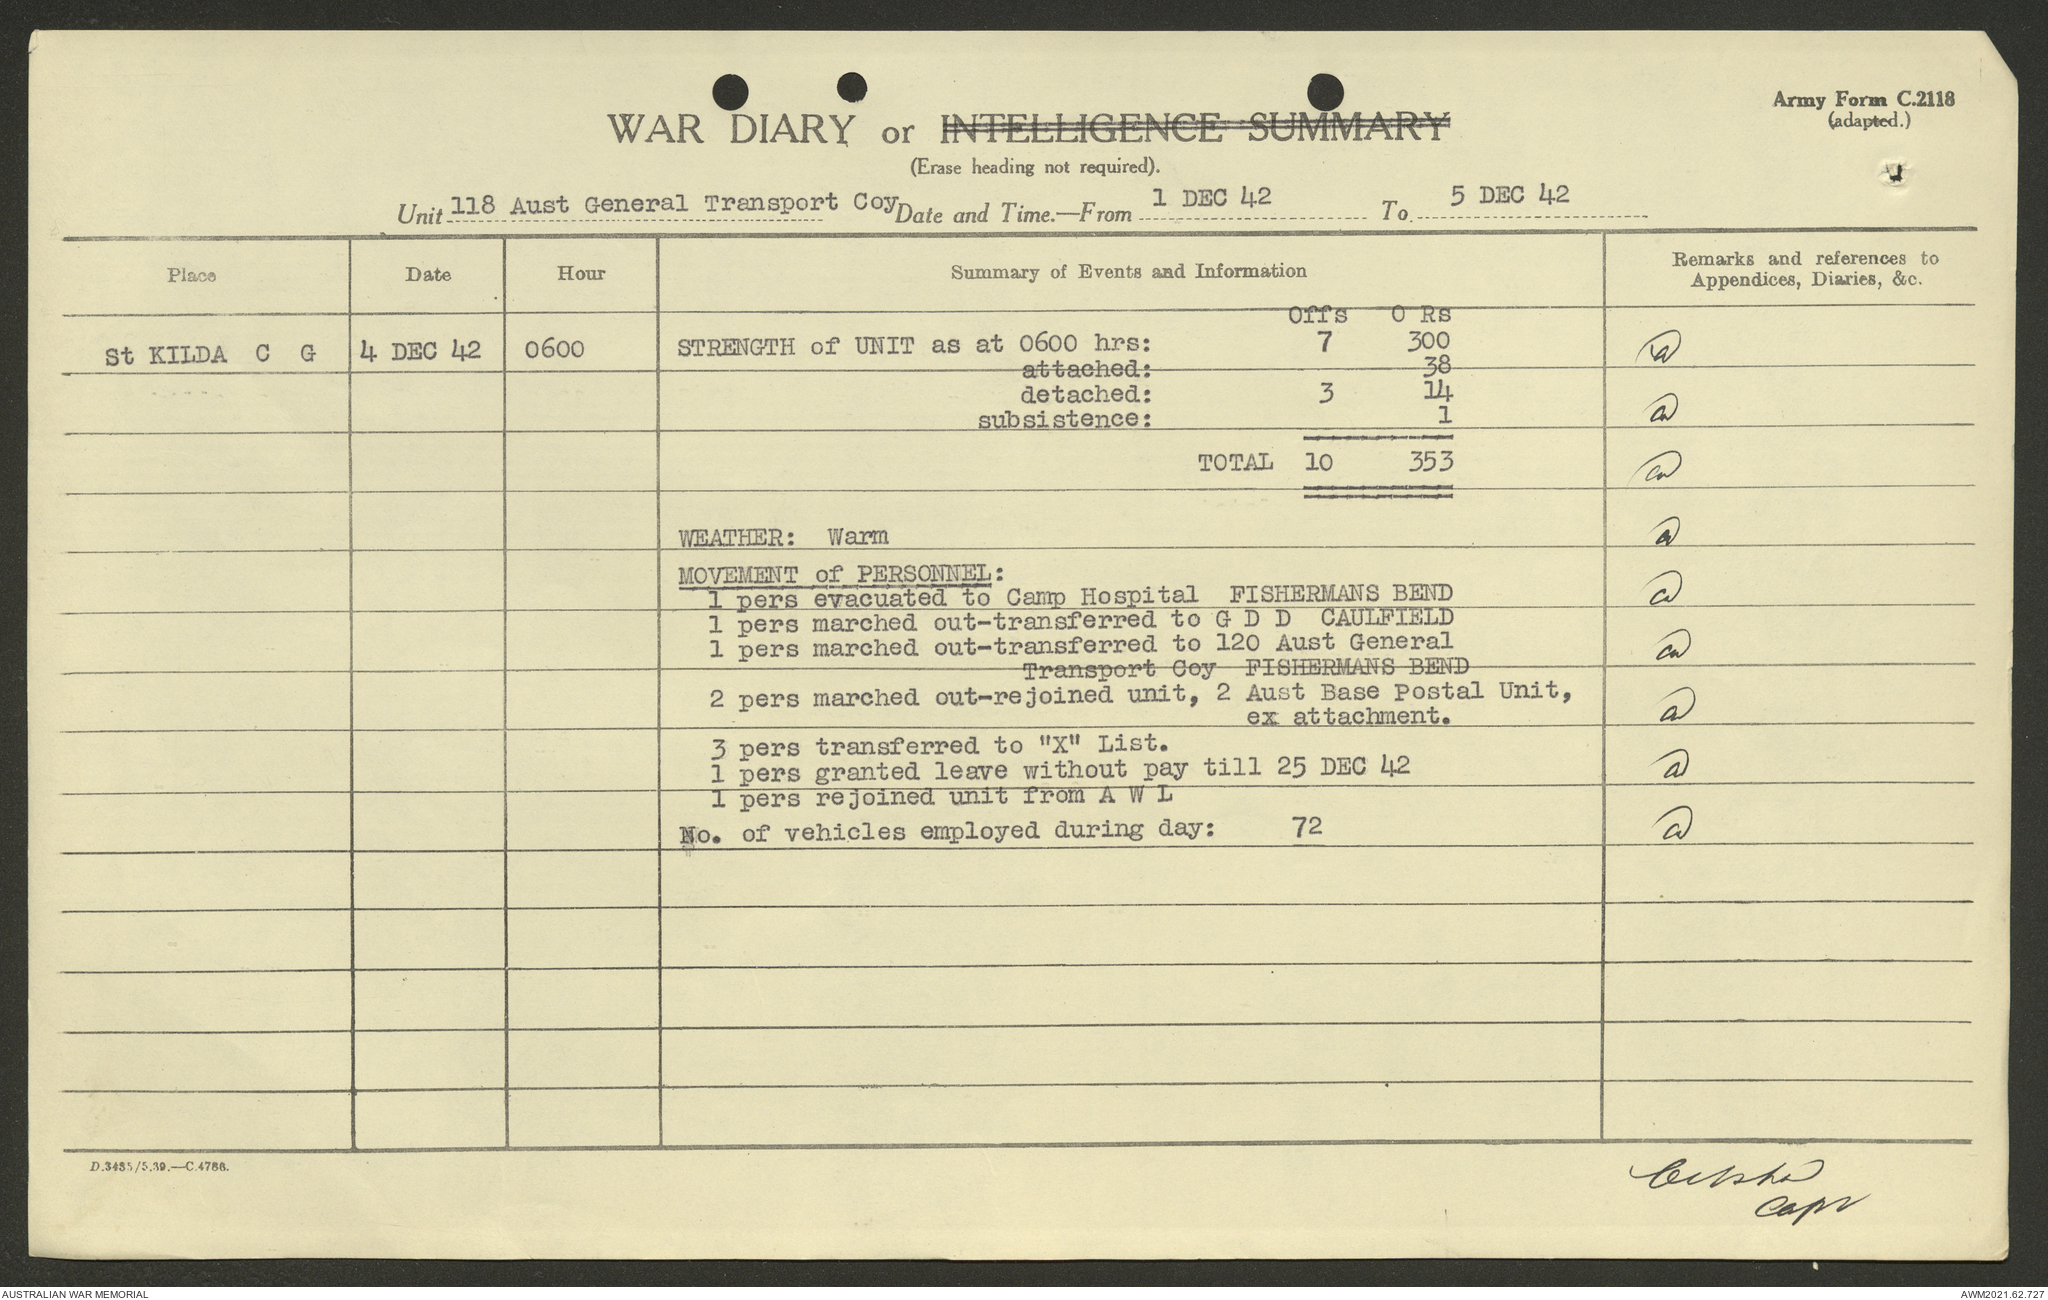 Army Form C.2118
(adapted.)
WAR DIARY or INTELLIGENCE SUMMARY
(Erase heading not required).
Unit 118 Aust General Transport Coy Date and Time.—From 1 DEC 42 To 5 DEC 42
Place Date Hour Summary of Events and Information Remarks and references to
Appendices, Diaries, &c.
Offs O Rs
St KILDA C G 4 DEC 42 0600 STRENGTH of UNIT as at 0600 hrs: 7 300
attached: 38
detached: 3 14
subsistence: 1
TOTAL 10 353
WEATHER: Warm
MOVEMENT of PERSONNEL:
1 pers evacuated to Camp Hospital FISHERMANS BEND
1 pers marched out-transferred to G D D CAULFIELD
1 pers marched out-transferred to 120 Aust General
Transport Coy FISHERMANS BEND
2 pers marched out-rejoined unit, 2 Aust Base Postal Unit,
ex attachment.
3 pers transferred to "X" List.
1 pers granted leave without pay till 25 DEC 42
1 pers rejoined unit from A W L
No. of vehicles employed during day: 72
D.3485/5.39.—C.4786.
Capt
AUSTRALIAN WAR MEMORIAL
AWM2021.62.727